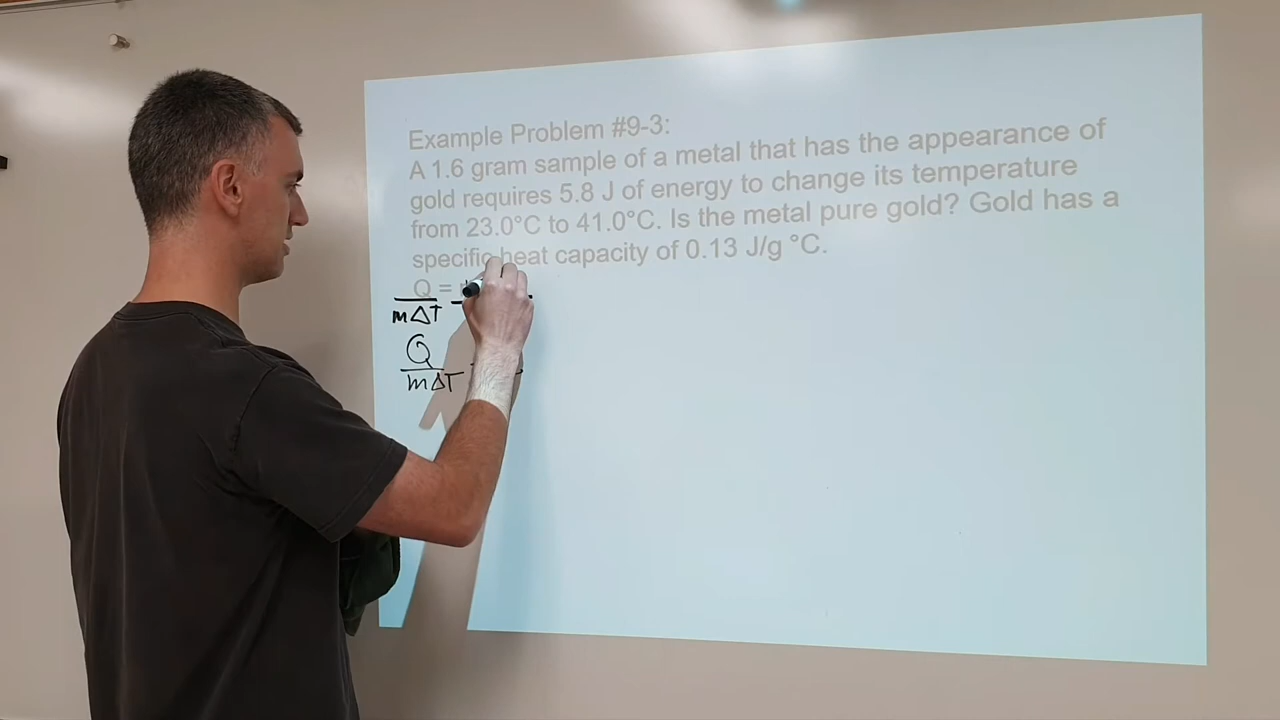 Example Problem #9-3:
A 1.6 gram sample of a metal that has the appearance of
gold requires 5.8 J of energy to change its temperature
from 23.0°C to 41.0°C. Is the metal pure gold? Gold has a
specific heat capacity of 0.13 J/g °C.
Q =
m∆T
Q
m∆T